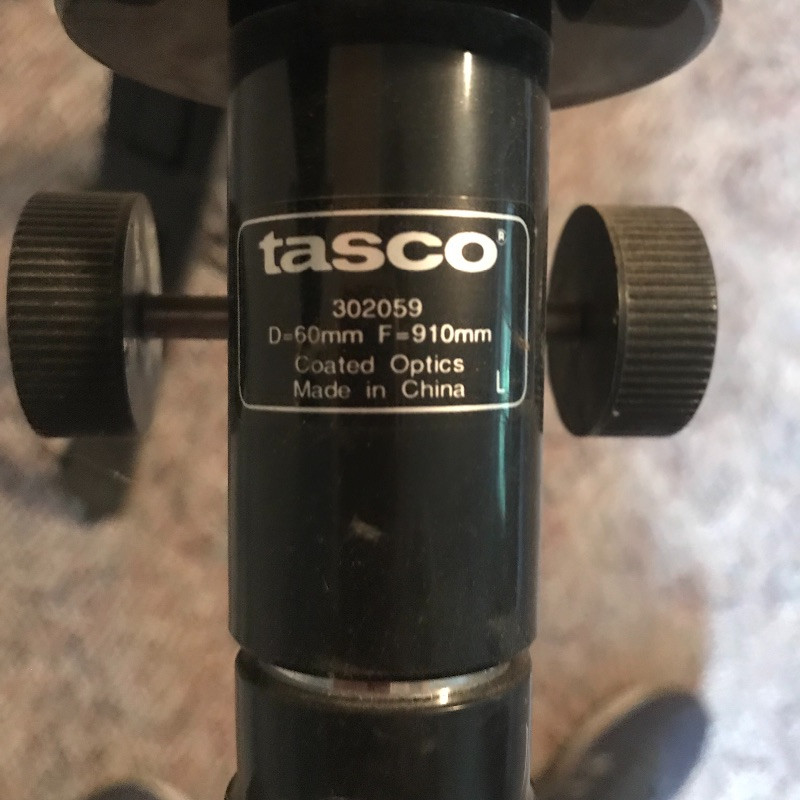 tasco®
302059
D=60mm F=910mm
Coated Optics
Made in China
L